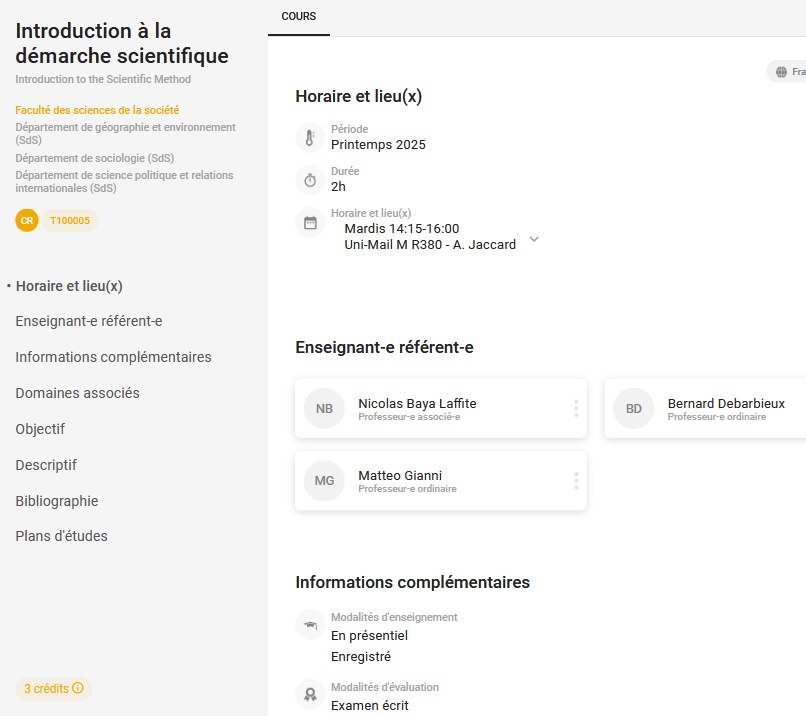 Introduction à la
démarche scientifique
Introduction to the Scientific Method
Faculté des sciences de la société
Département de géographie et environnement
(SdS)
Département de sociologie (SdS)
Département de science politique et relations
internationales (SdS)
CR T100005
• Horaire et lieu(x)
Enseignant-e référent-e
Informations complémentaires
Domaines associés
Objectif
Descriptif
Bibliographie
Plans d'études
3 crédits
COURS
Fra
Horaire et lieu(x)
Période
Printemps 2025
Durée
2h
Horaire et lieu(x)
Mardis 14:15-16:00
Uni-Mail M R380 - A. Jaccard
Enseignant-e référent-e
NB
Nicolas Baya Laffite
Professeur-e associé-e
BD
Bernard Debarbieux
Professeur-e ordinaire
MG
Matteo Gianni
Professeur-e ordinaire
Informations complémentaires
Modalités d'enseignement
En présentiel
Enregistré
Modalités d'évaluation
Examen écrit